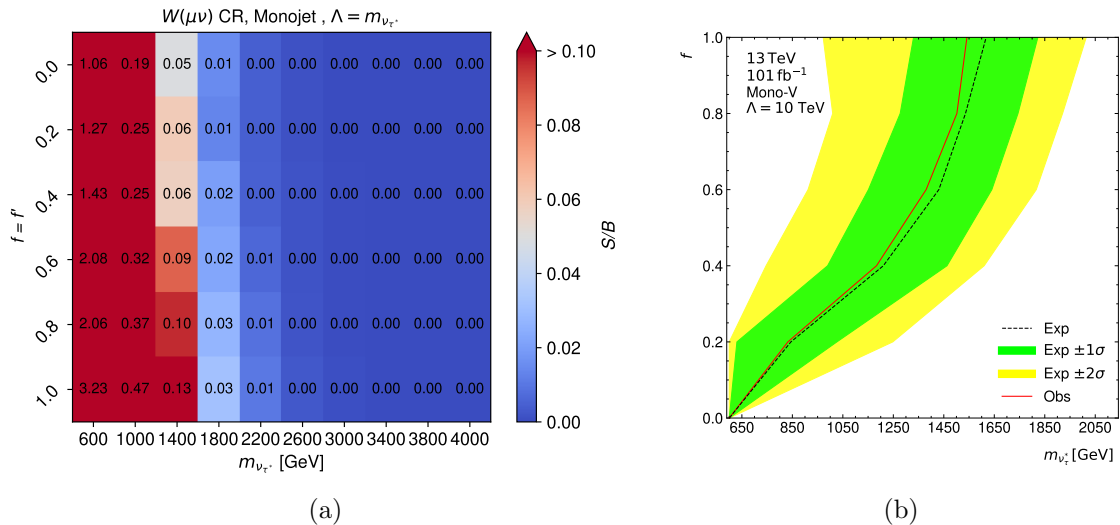 W(μν) CR, Monojet , Λ = m_{ν_{τ*}}
f = f'
0.0 1.06 0.19 0.05 0.01 0.00 0.00 0.00 0.00 0.00 0.00
0.2 1.27 0.25 0.06 0.01 0.00 0.00 0.00 0.00 0.00 0.00
0.4 1.43 0.25 0.06 0.02 0.00 0.00 0.00 0.00 0.00 0.00
0.6 2.08 0.32 0.09 0.02 0.01 0.00 0.00 0.00 0.00 0.00
0.8 2.06 0.37 0.10 0.03 0.01 0.00 0.00 0.00 0.00 0.00
1.0 3.23 0.47 0.13 0.03 0.01 0.00 0.00 0.00 0.00 0.00
600 1000 1400 1800 2200 2600 3000 3400 3800 4000
m_{ν_{τ*}} [GeV]
> 0.10
0.08
0.06
0.04
0.02
0.00
S/B
(a)
f
1.0
0.8
0.6
0.4
0.2
0.0
13 TeV
101 fb⁻¹
Mono-V
Λ = 10 TeV
Exp
Exp ±1σ
Exp ±2σ
Obs
650 850 1050 1250 1450 1650 1850 2050
m_{ν*_τ} [GeV]
(b)